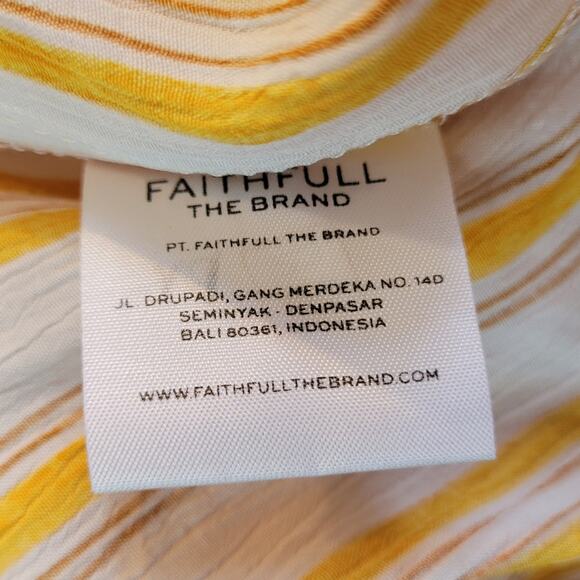 FAITHFULL
THE BRAND
PT. FAITHFULL THE BRAND
JL. DRUPADI, GANG MERDEKA NO. 14D
SEMINYAK - DENPASAR
BALI 80361, INDONESIA
WWW.FAITHFULLTHEBRAND.COM